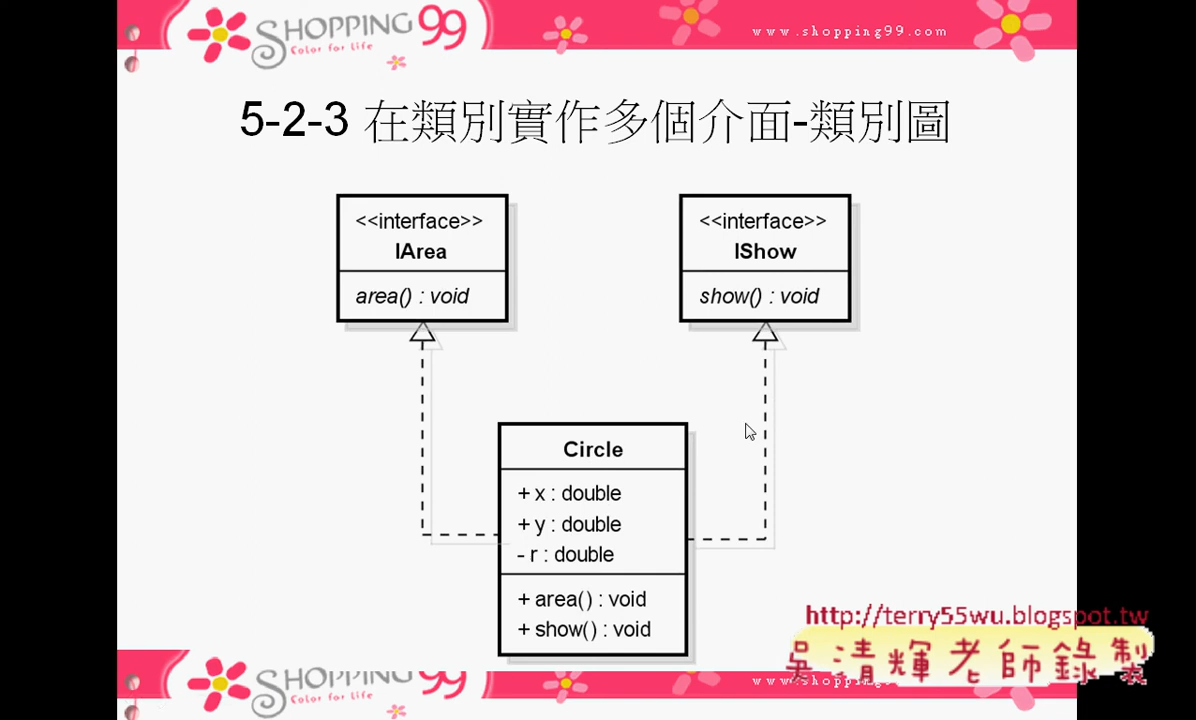 SHOPPING 99
Color for Life
www.shopping99.com
5-2-3 在類別實作多個介面-類別圖
<<interface>>
IArea
area() : void
<<interface>>
IShow
show() : void
Circle
+ x : double
+ y : double
- r : double
+ area() : void
+ show() : void
http://terry55wu.blogspot.tw
吳清輝老師錄製
SHOPPING 99
Color for Life
www.shopping9